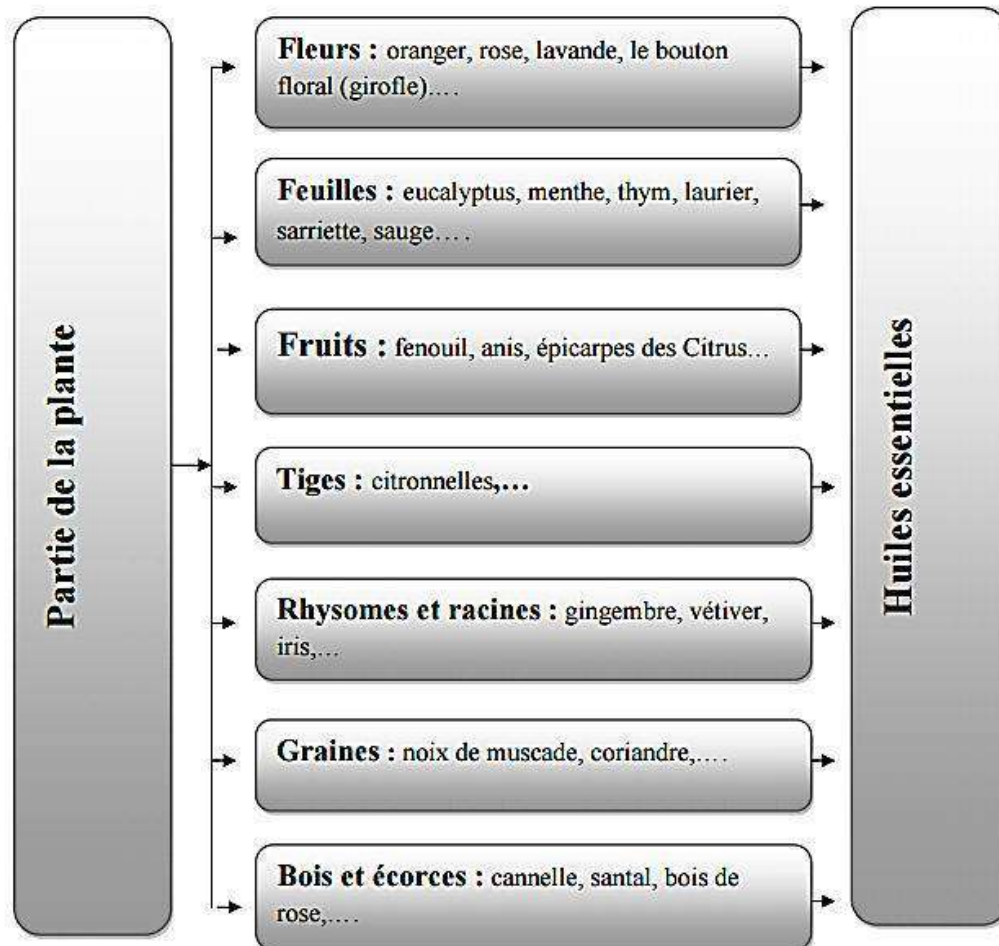 Partie de la plante
Fleurs : oranger, rose, lavande, le bouton
floral (girofle)….
Feuilles : eucalyptus, menthe, thym, laurier,
sarriette, sauge….
Fruits : fenouil, anis, épicarpes des Citrus…
Tiges : citronnelles,…
Rhysomes et racines : gingembre, vétiver,
iris,…
Graines : noix de muscade, coriandre,….
Bois et écorces : cannelle, santal, bois de
rose,….
Huiles essentielles